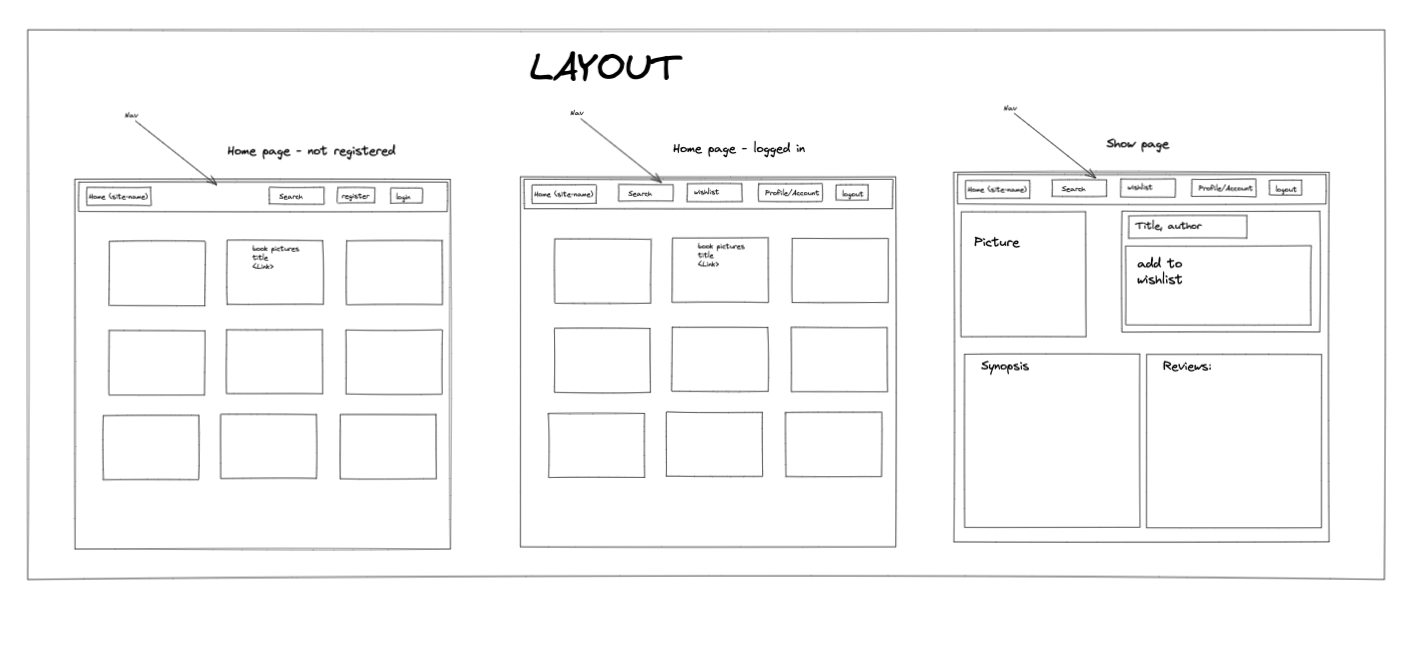 LAYOUT
Nav
Home page - not registered
Home (site-name)
Search
register
login
book pictures
title
<Link>
Nav
Home page - logged in
Home (site-name)
Search
wishlist
Profile/Account
logout
book pictures
title
<Link>
Nav
Show page
Home (site-name)
Search
wishlist
Profile/Account
logout
Picture
Title, author
add to
wishlist
Synopsis
Reviews: